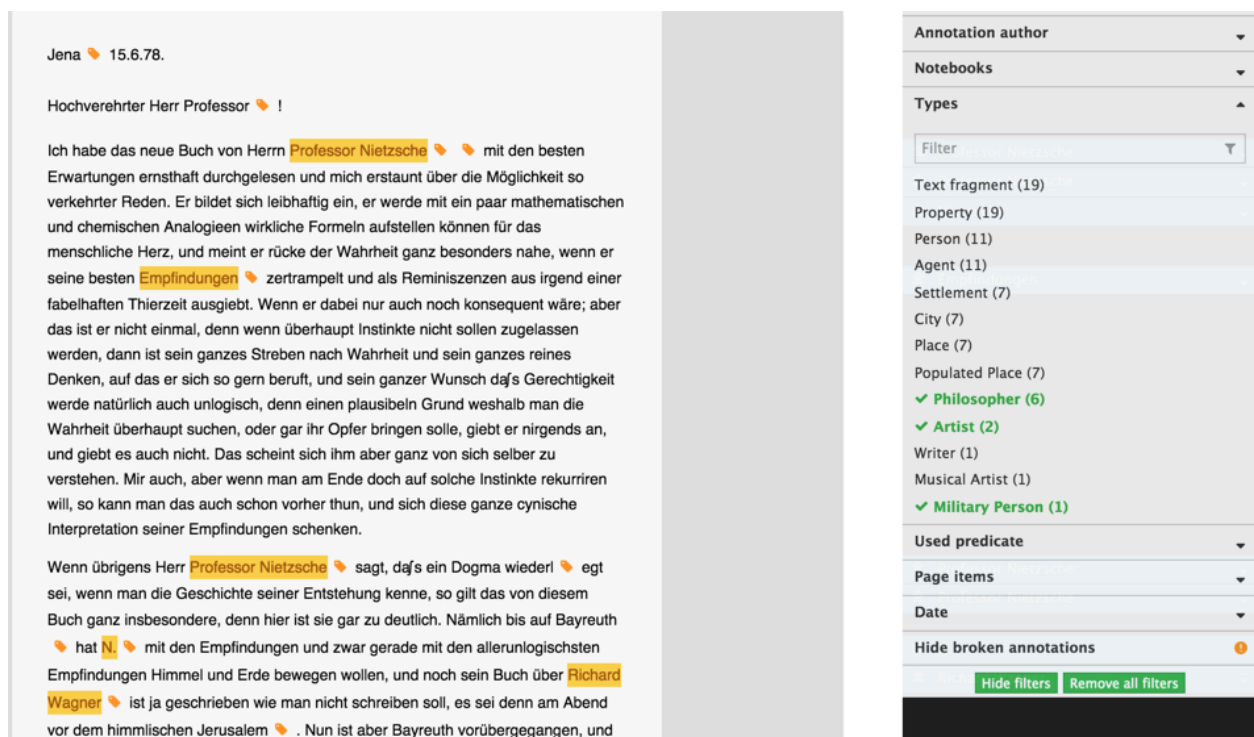 Jena 15.6.78.
Hochverehrter Herr Professor !
Ich habe das neue Buch von Herrn Professor Nietzsche mit den besten
Erwartungen ernsthaft durchgelesen und mich erstaunt über die Möglichkeit so
verkehrter Reden. Er bildet sich leibhaftig ein, er werde mit ein paar mathematischen
und chemischen Analogieen wirkliche Formeln aufstellen können für das
menschliche Herz, und meint er rücke der Wahrheit ganz besonders nahe, wenn er
seine besten Empfindungen zertrampelt und als Reminiszenzen aus irgend einer
fabelhaften Thierzeit ausgiebt. Wenn er dabei nur auch noch konsequent wäre; aber
das ist er nicht einmal, denn wenn überhaupt Instinkte nicht sollen zugelassen
werden, dann ist sein ganzes Streben nach Wahrheit und sein ganzes reines
Denken, auf das er sich so gern beruft, und sein ganzer Wunsch daſs Gerechtigkeit
werde natürlich auch unlogisch, denn einen plausibeln Grund weshalb man die
Wahrheit überhaupt suchen, oder gar ihr Opfer bringen solle, giebt er nirgends an,
und giebt es auch nicht. Das scheint sich ihm aber ganz von sich selber zu
verstehen. Mir auch, aber wenn man am Ende doch auf solche Instinkte rekurriren
will, so kann man das auch schon vorher thun, und sich diese ganze cynische
Interpretation seiner Empfindungen schenken.
Wenn übrigens Herr Professor Nietzsche sagt, daſs ein Dogma wiederl egt
sei, wenn man die Geschichte seiner Entstehung kenne, so gilt das von diesem
Buch ganz insbesondere, denn hier ist sie gar zu deutlich. Nämlich bis auf Bayreuth
hat N. mit den Empfindungen und zwar gerade mit den allerunlogischsten
Empfindungen Himmel und Erde bewegen wollen, und noch sein Buch über Richard
Wagner ist ja geschrieben wie man nicht schreiben soll, es sei denn am Abend
vor dem himmlischen Jerusalem . Nun ist aber Bayreuth vorübergegangen, und
Annotation author
Notebooks
Types
Filter
Text fragment (19)
Property (19)
Person (11)
Agent (11)
Settlement (7)
City (7)
Place (7)
Populated Place (7)
✓ Philosopher (6)
✓ Artist (2)
Writer (1)
Musical Artist (1)
✓ Military Person (1)
Used predicate
Page items
Date
Hide broken annotations
Hide filters Remove all filters